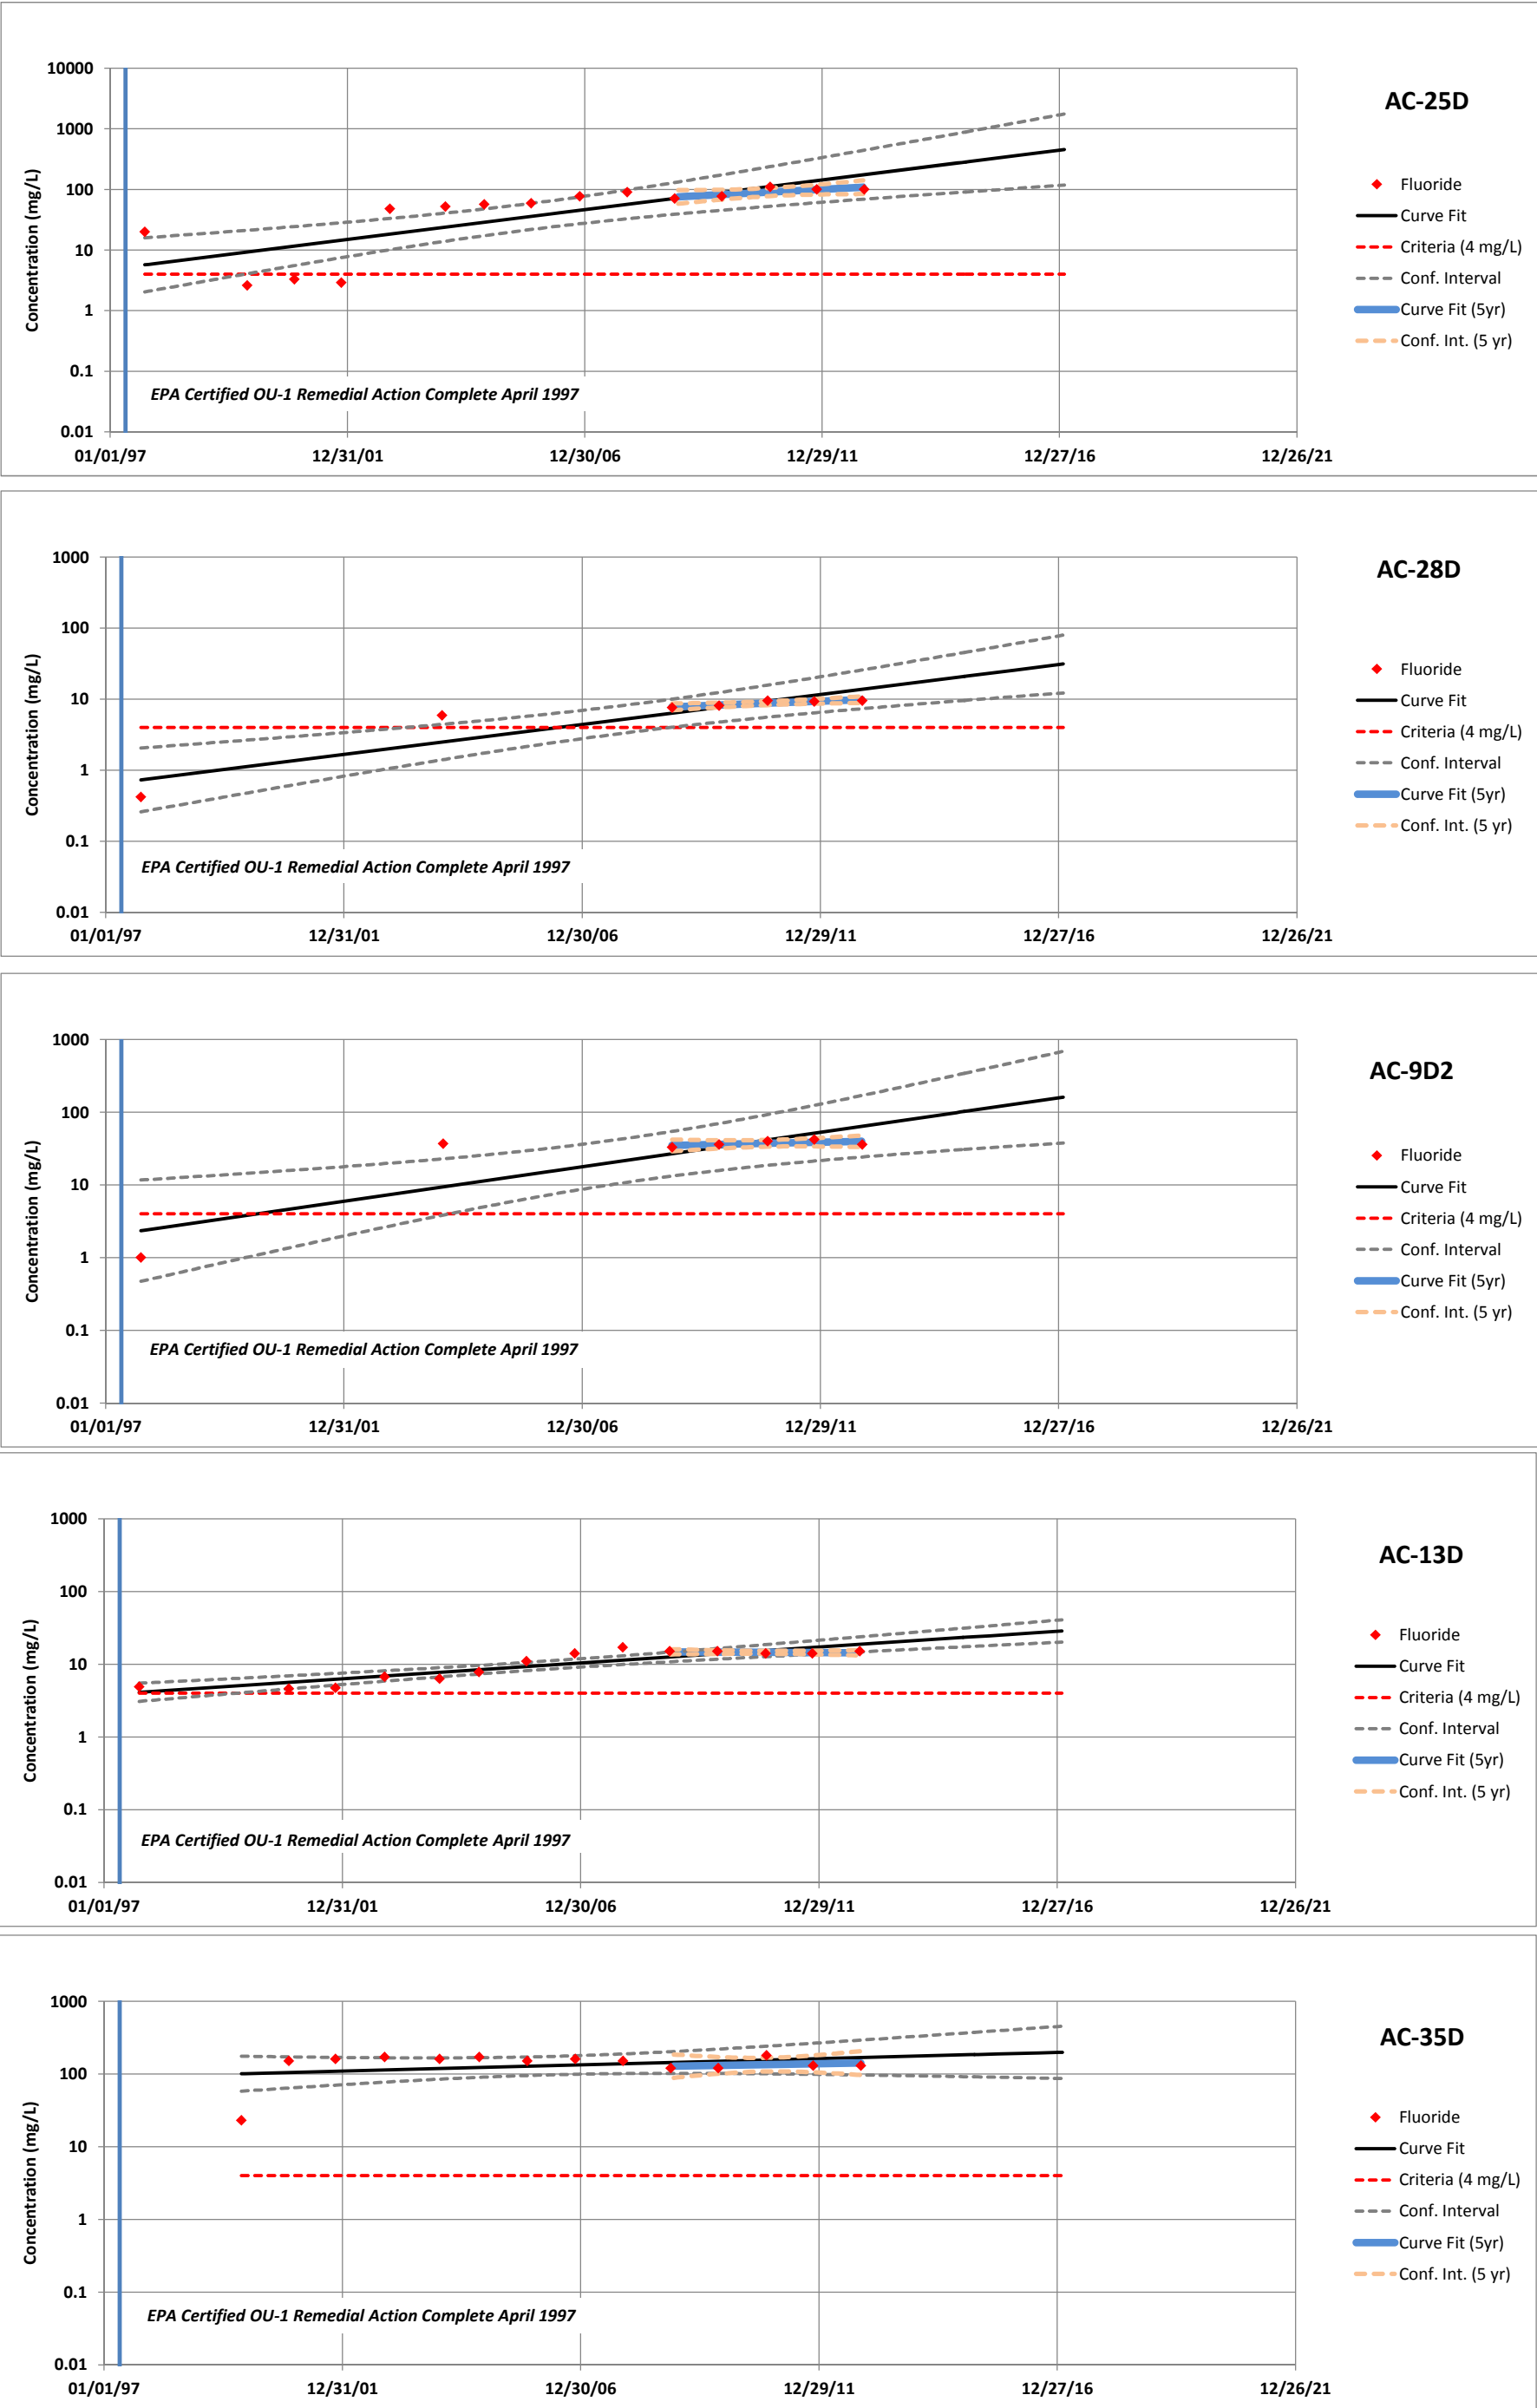 AC-25D
Concentration (mg/L)
10000
1000
100
10
1
0.1
0.01
EPA Certified OU-1 Remedial Action Complete April 1997
01/01/97 12/31/01 12/30/06 12/29/11 12/27/16 12/26/21
Fluoride
Curve Fit
Criteria (4 mg/L)
Conf. Interval
Curve Fit (5yr)
Conf. Int. (5 yr)
AC-28D
Concentration (mg/L)
1000
100
10
1
0.1
0.01
EPA Certified OU-1 Remedial Action Complete April 1997
01/01/97 12/31/01 12/30/06 12/29/11 12/27/16 12/26/21
Fluoride
Curve Fit
Criteria (4 mg/L)
Conf. Interval
Curve Fit (5yr)
Conf. Int. (5 yr)
AC-9D2
Concentration (mg/L)
1000
100
10
1
0.1
0.01
EPA Certified OU-1 Remedial Action Complete April 1997
01/01/97 12/31/01 12/30/06 12/29/11 12/27/16 12/26/21
Fluoride
Curve Fit
Criteria (4 mg/L)
Conf. Interval
Curve Fit (5yr)
Conf. Int. (5 yr)
AC-13D
Concentration (mg/L)
1000
100
10
1
0.1
0.01
EPA Certified OU-1 Remedial Action Complete April 1997
01/01/97 12/31/01 12/30/06 12/29/11 12/27/16 12/26/21
Fluoride
Curve Fit
Criteria (4 mg/L)
Conf. Interval
Curve Fit (5yr)
Conf. Int. (5 yr)
AC-35D
Concentration (mg/L)
1000
100
10
1
0.1
0.01
EPA Certified OU-1 Remedial Action Complete April 1997
01/01/97 12/31/01 12/30/06 12/29/11 12/27/16 12/26/21
Fluoride
Curve Fit
Criteria (4 mg/L)
Conf. Interval
Curve Fit (5yr)
Conf. Int. (5 yr)